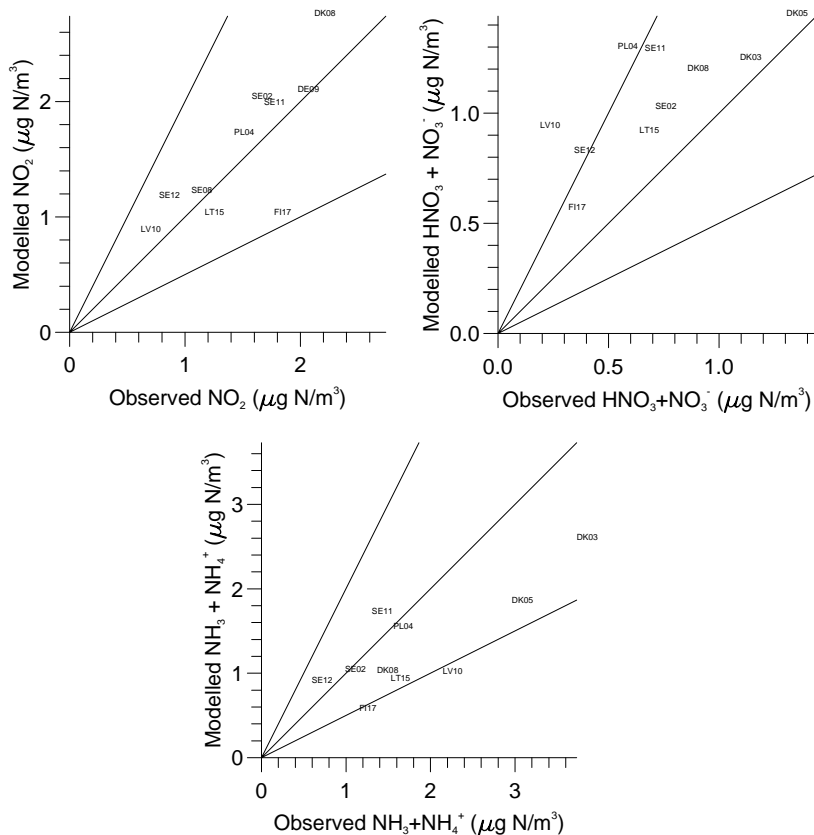 DK08
2
DE09
SE02
SE11
PL04
SE12
SE08
1
LT15
FI17
LV10
0
0
1
2
Modelled NO₂ (µg N/m³)
Observed NO₂ (µg N/m³)
DK05
PL04
SE11
DK03
DK08
1.0
SE02
LV10
LT15
SE12
FI17
0.5
0.0
0.0
0.5
1.0
Modelled HNO₃ + NO₃⁻ (µg N/m³)
Observed HNO₃+NO₃⁻ (µg N/m³)
3
DK03
2
DK05
SE11
PL04
SE02
DK08
LV10
1
SE12
LT15
FI17
0
0
1
2
3
Modelled NH₃ + NH₄⁺ (µg N/m³)
Observed NH₃+NH₄⁺ (µg N/m³)